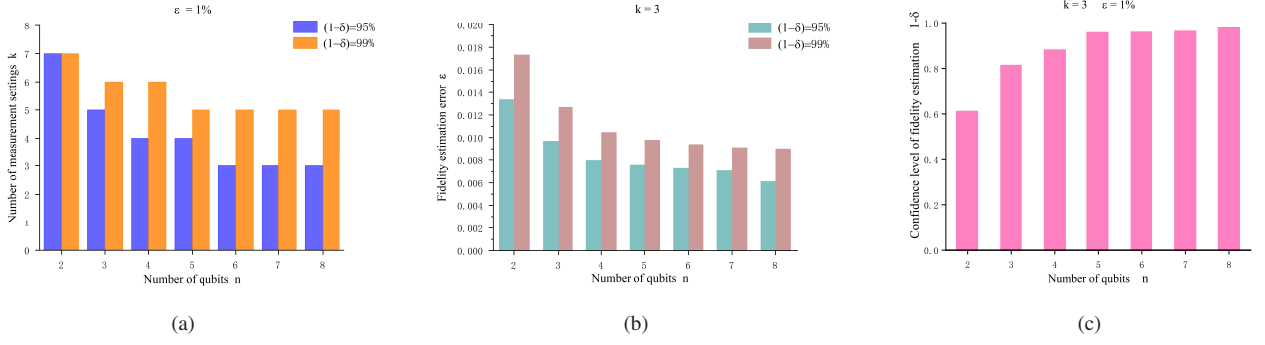 ε = 1%
(1−δ)=95%
(1−δ)=99%
Number of measurement settings k
8
7
6
5
4
3
2
1
0
2 3 4 5 6 7 8
Number of qubits n
(a)
k = 3
(1−δ)=95%
(1−δ)=99%
Fidelity estimation error ε
0.020
0.018
0.016
0.014
0.012
0.010
0.008
0.006
0.004
0.002
0.000
2 3 4 5 6 7 8
Number of qubits n
(b)
k = 3 ε = 1%
Confidence level of fidelity estimation 1-δ
1.0
0.8
0.6
0.4
0.2
0.0
2 3 4 5 6 7 8
Number of qubits n
(c)